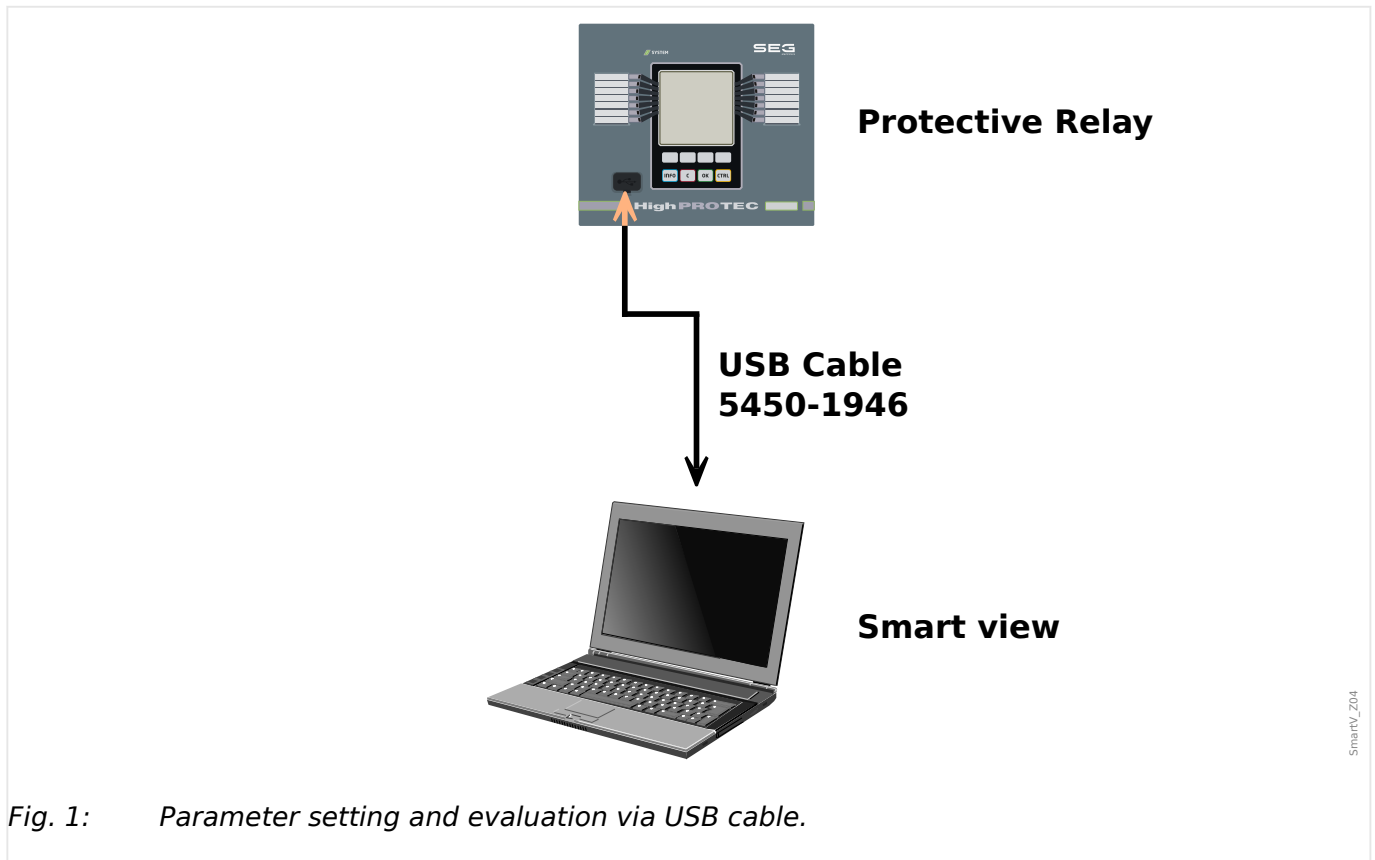 SYSTEM
SEG
INFO C OK CTRL
HighPROTEC
Protective Relay
USB Cable
5450-1946
Smart view
SmartV_Z04
Fig. 1: Parameter setting and evaluation via USB cable.